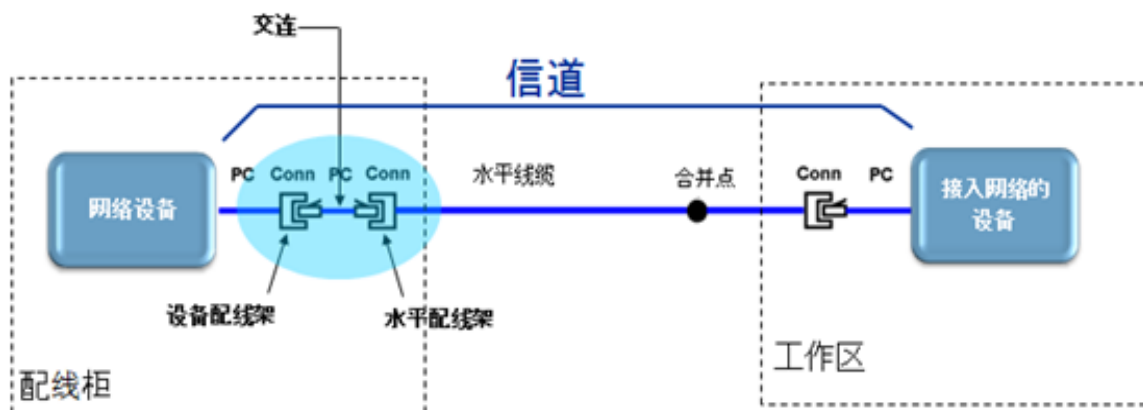 交连
信道
PC Conn PC Conn
水平线缆
合并点
Conn PC
网络设备
接入网络的
设备
设备配线架
水平配线架
配线柜
工作区